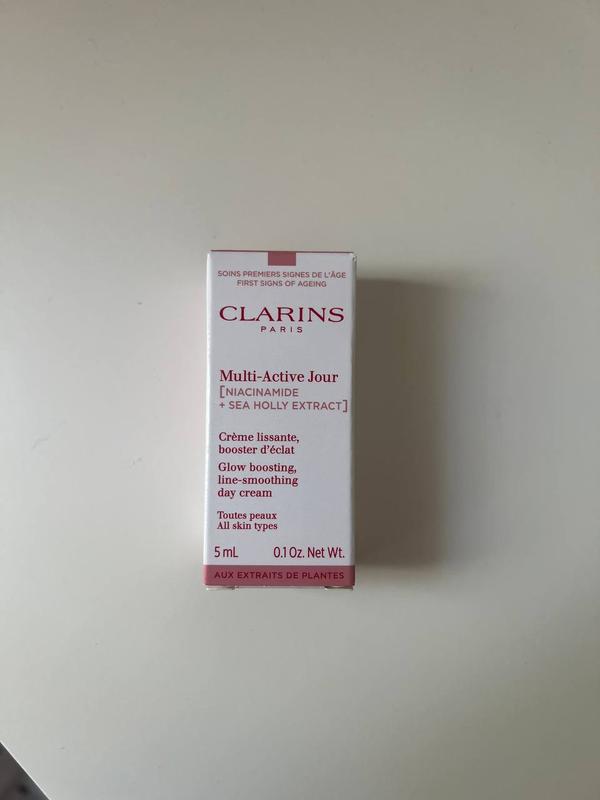 SOINS PREMIERS SIGNES DE L'ÂGE
FIRST SIGNS OF AGEING
CLARINS
PARIS
Multi-Active Jour
[NIACINAMIDE
+ SEA HOLLY EXTRACT]
Crème lissante,
booster d'éclat
Glow boosting,
line-smoothing
day cream
Toutes peaux
All skin types
5 mL 0.1 Oz. Net Wt.
AUX EXTRAITS DE PLANTES